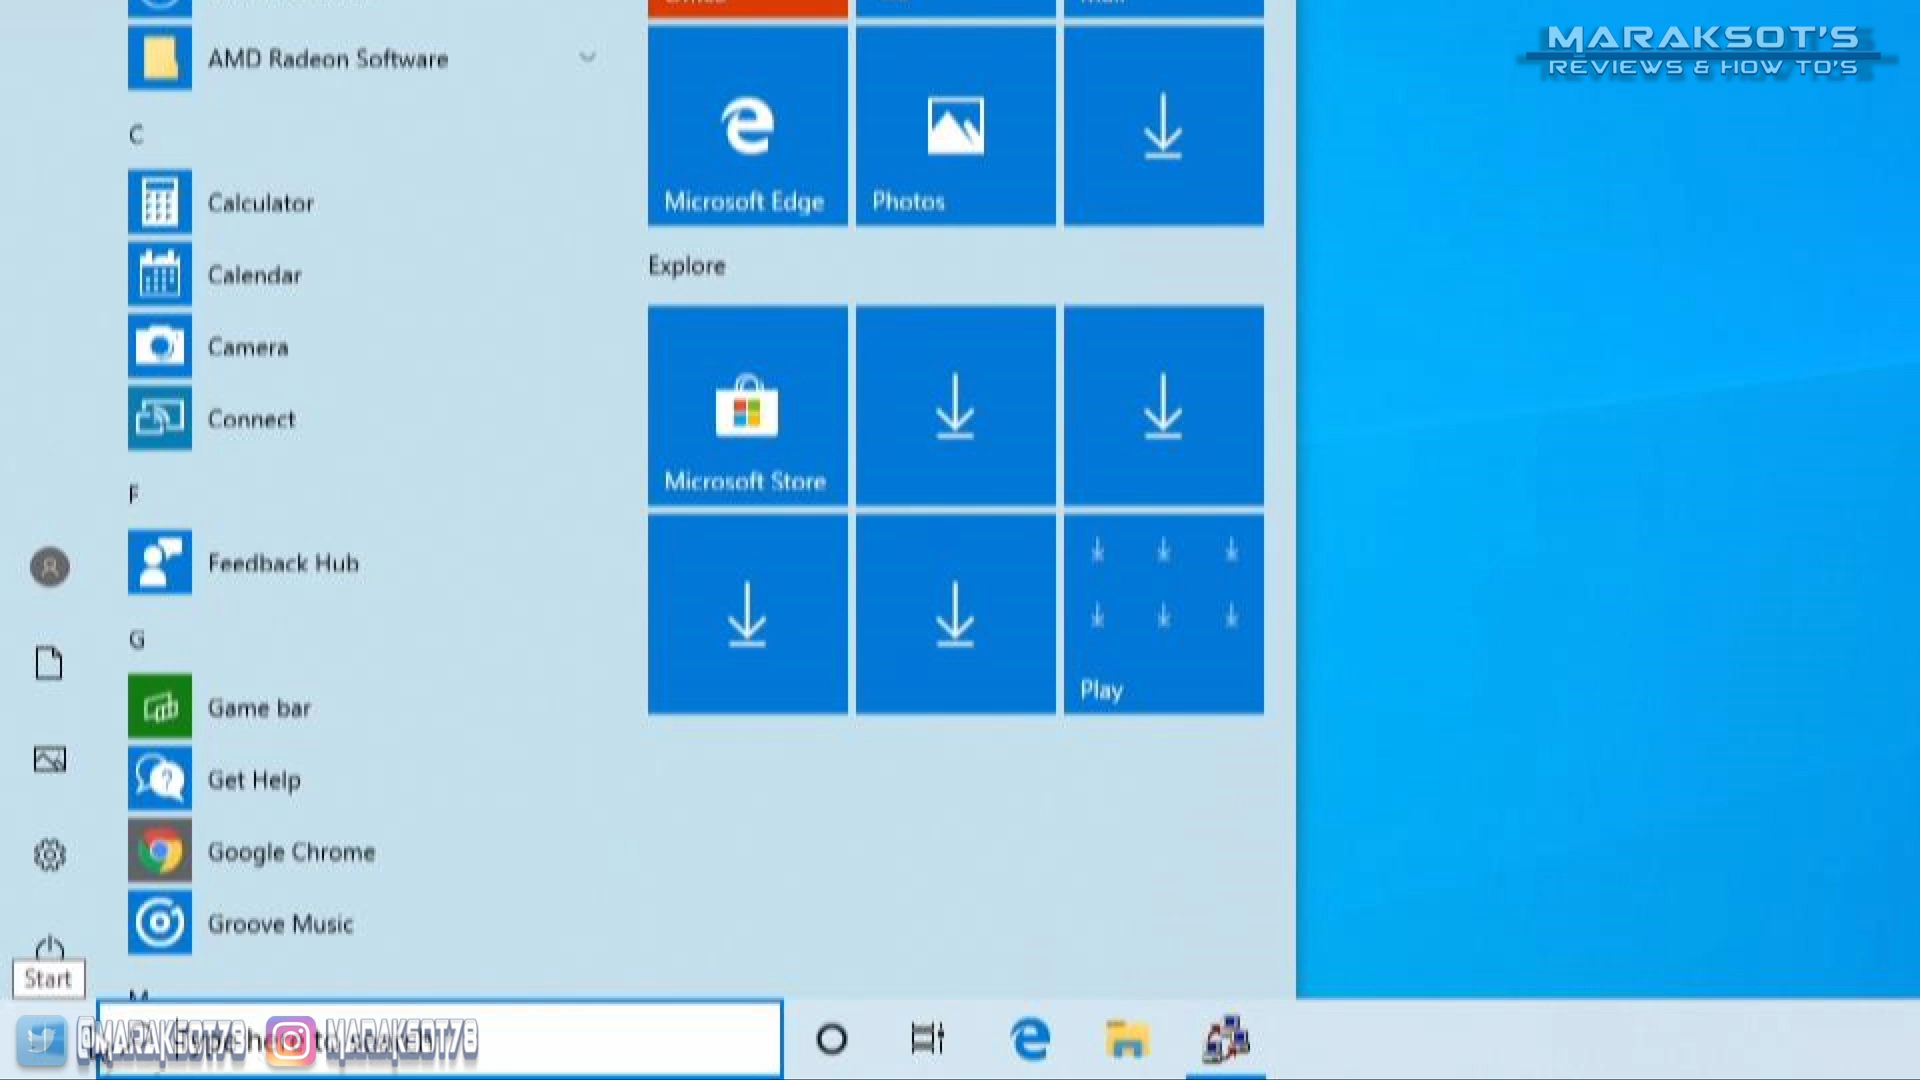 MARAKSOT'S
REVIEWS & HOW TO'S
AMD Radeon Software
C
Calculator
Calendar
Camera
Connect
F
Feedback Hub
G
Game bar
Get Help
Google Chrome
Groove Music
M
Microsoft Edge
Photos
Explore
Microsoft Store
Play
Start
@MARAKSOT78
MARAKSOT78